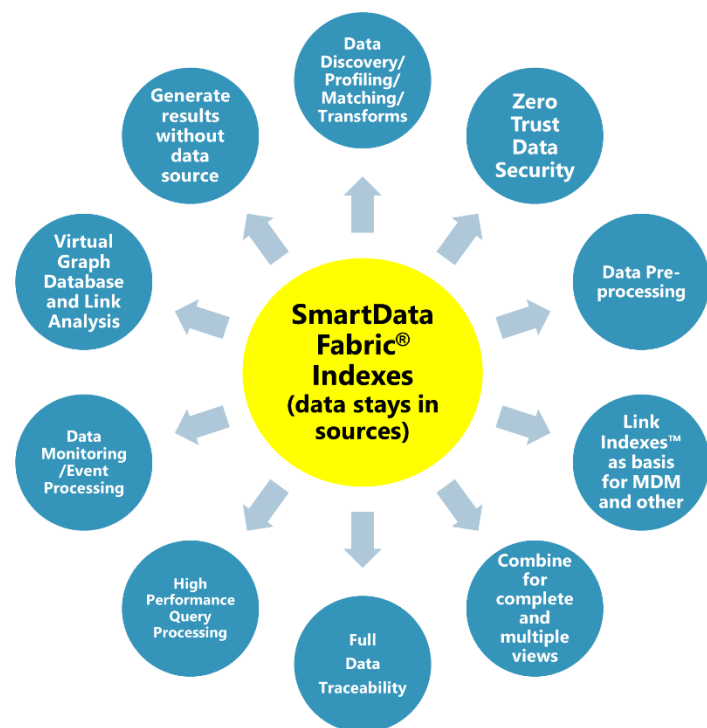 Data
Discovery/
Profiling/
Matching/
Transforms
Zero
Trust
Data
Security
Data Pre-
processing
Link
Indexes™
as basis
for MDM
and other
Combine
for
complete
and
multiple
views
Full
Data
Traceability
High
Performance
Query
Processing
Data
Monitoring
/Event
Processing
Virtual
Graph
Database
and Link
Analysis
Generate
results
without
data
source
SmartData
Fabric®
Indexes
(data stays in
sources)